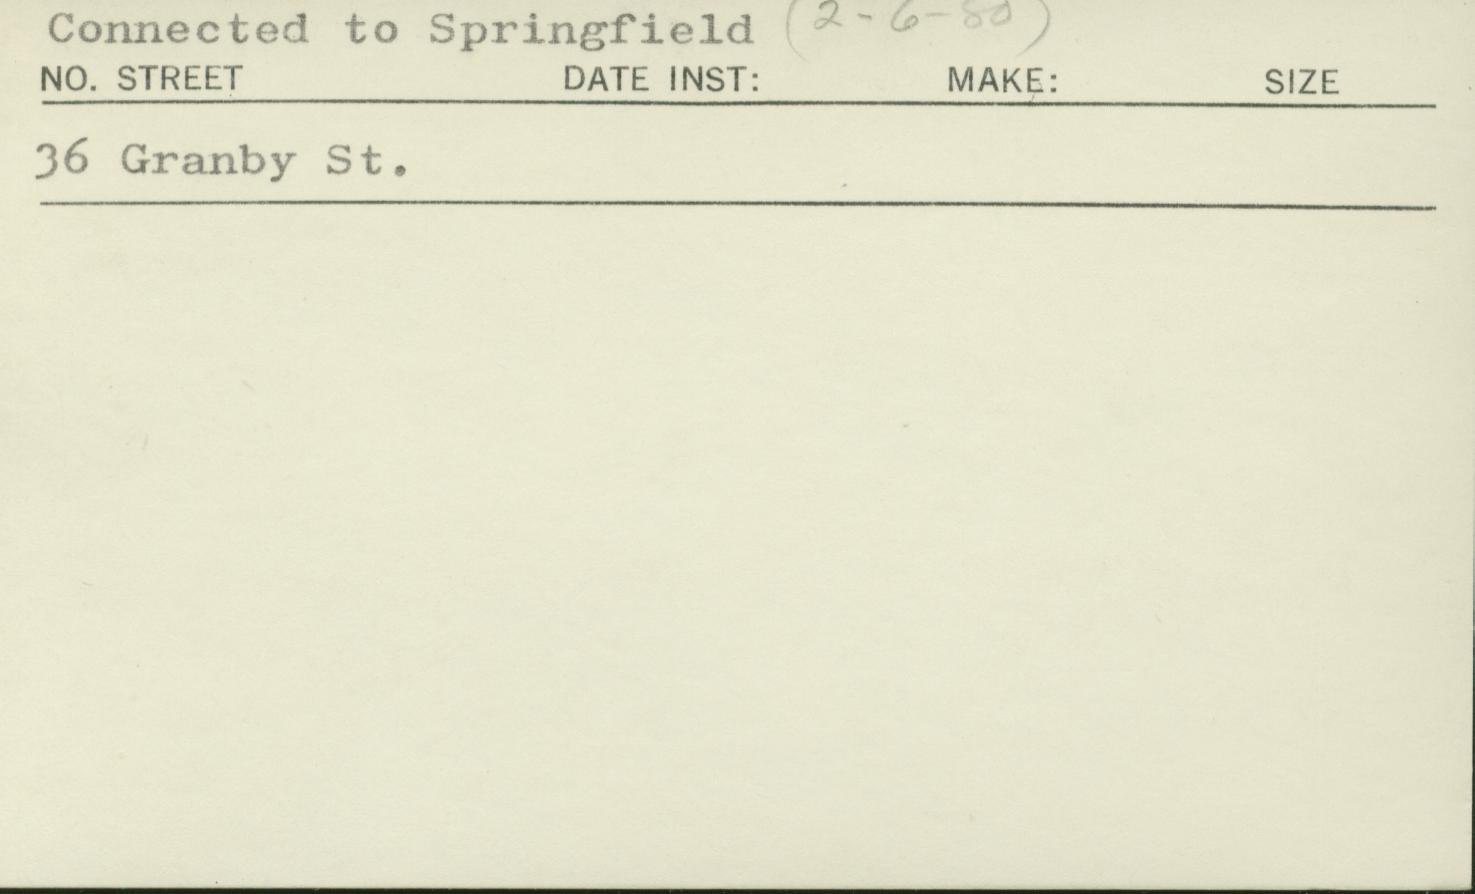 Connected to Springfield (2-6-80)
NO. STREET DATE INST: MAKE: SIZE
36 Granby St.